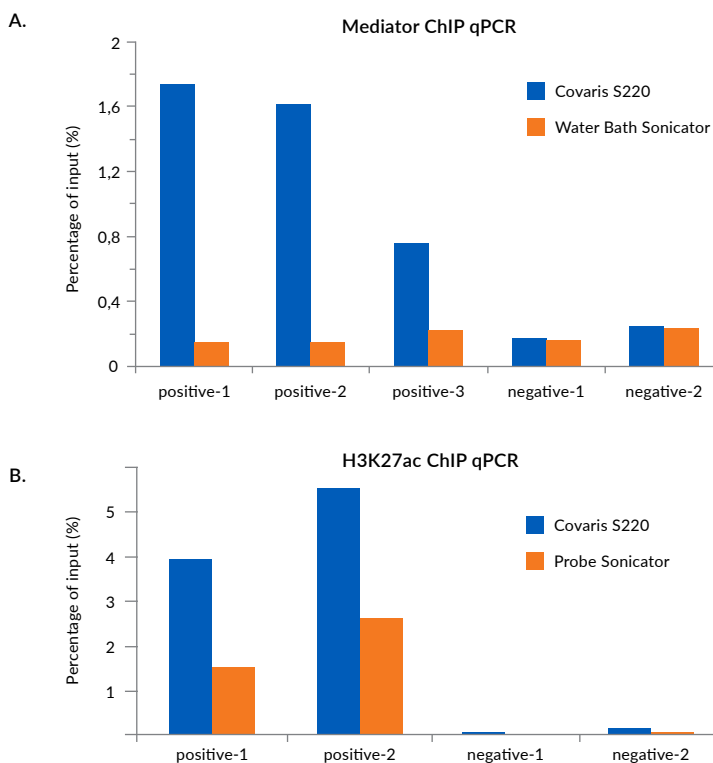 A.
Mediator ChIP qPCR
Percentage of input (%)
2
1,6
1,2
0,8
0,4
0
Covaris S220
Water Bath Sonicator
positive-1 positive-2 positive-3 negative-1 negative-2
B.
H3K27ac ChIP qPCR
Percentage of input (%)
5
4
3
2
1
Covaris S220
Probe Sonicator
positive-1 positive-2 negative-1 negative-2